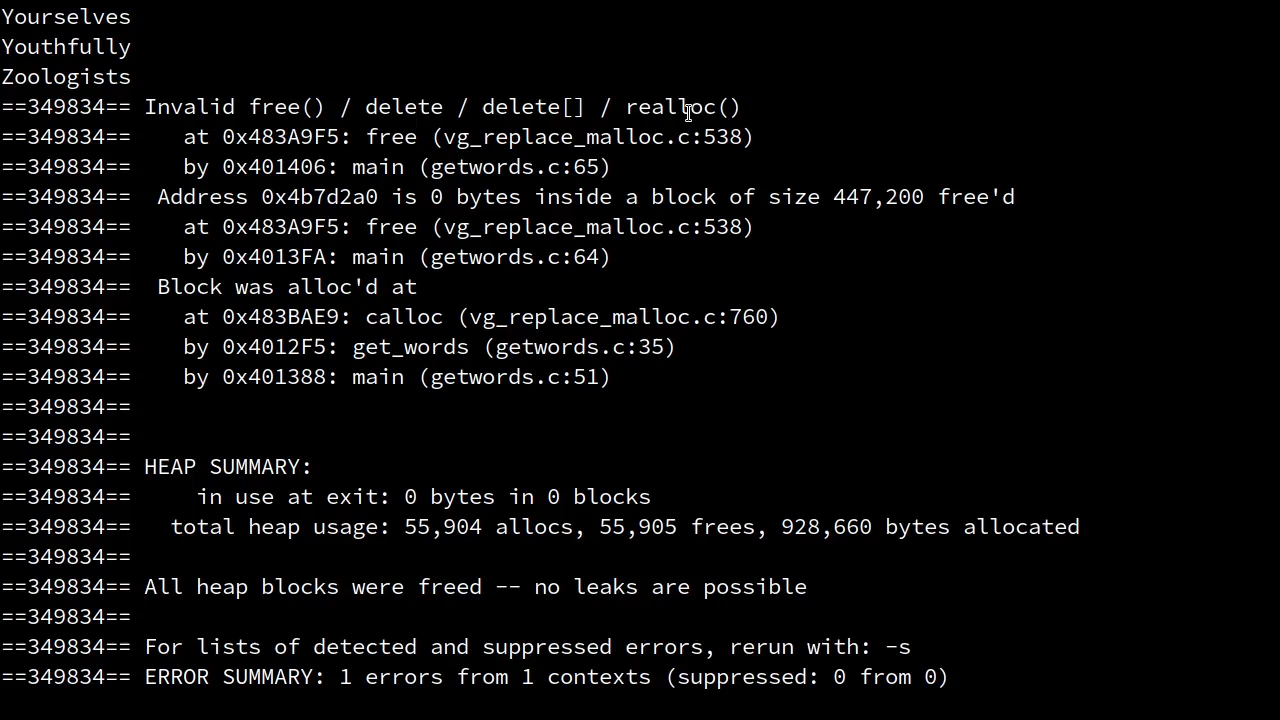 Yourselves
Youthfully
Zoologists
==349834== Invalid free() / delete / delete[] / realloc()
==349834==    at 0x483A9F5: free (vg_replace_malloc.c:538)
==349834==    by 0x401406: main (getwords.c:65)
==349834==  Address 0x4b7d2a0 is 0 bytes inside a block of size 447,200 free'd
==349834==    at 0x483A9F5: free (vg_replace_malloc.c:538)
==349834==    by 0x4013FA: main (getwords.c:64)
==349834==  Block was alloc'd at
==349834==    at 0x483BAE9: calloc (vg_replace_malloc.c:760)
==349834==    by 0x4012F5: get_words (getwords.c:35)
==349834==    by 0x401388: main (getwords.c:51)
==349834==
==349834==
==349834== HEAP SUMMARY:
==349834==     in use at exit: 0 bytes in 0 blocks
==349834==   total heap usage: 55,904 allocs, 55,905 frees, 928,660 bytes allocated
==349834==
==349834== All heap blocks were freed -- no leaks are possible
==349834==
==349834== For lists of detected and suppressed errors, rerun with: -s
==349834== ERROR SUMMARY: 1 errors from 1 contexts (suppressed: 0 from 0)